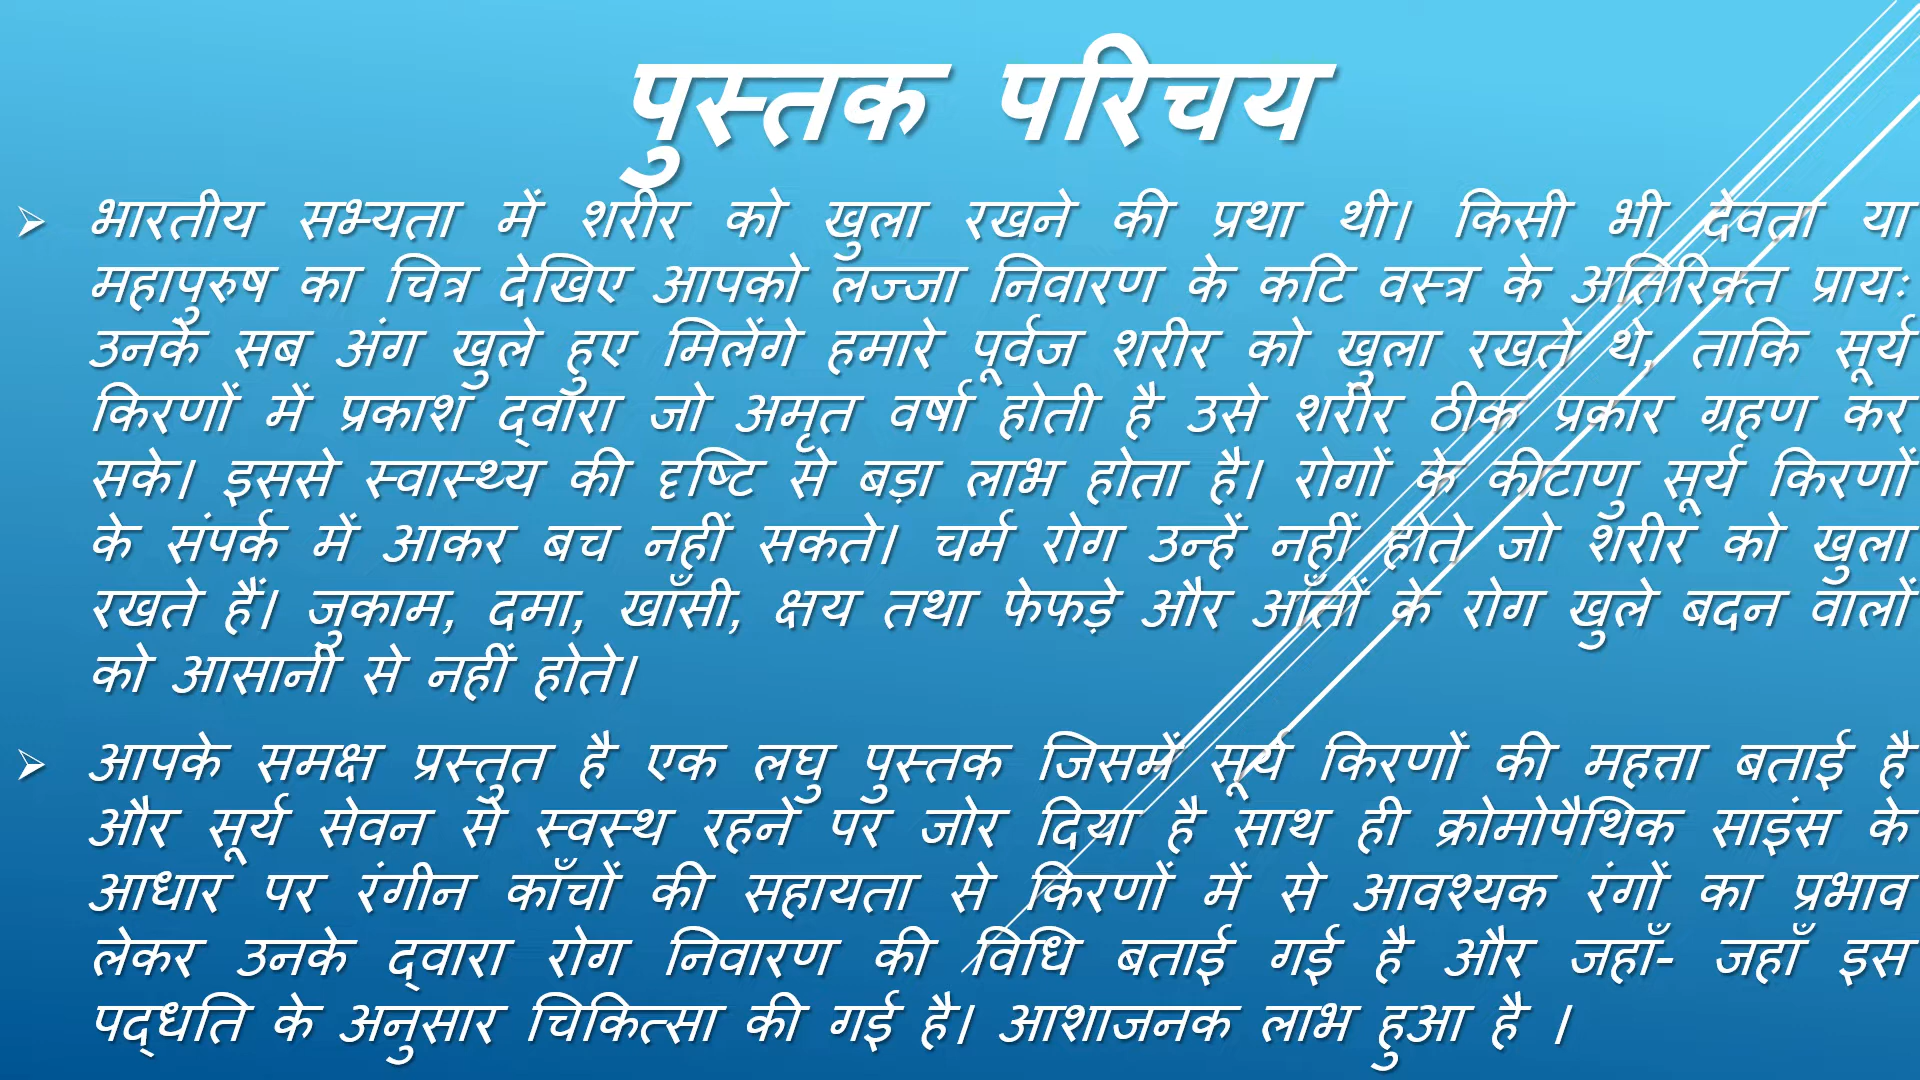 पुस्तक परिचय
भारतीय सभ्यता में शरीर को खुला रखने की प्रथा थी। किसी भी देवता या
महापुरुष का चित्र देखिए आपको लज्जा निवारण के कटि वस्त्र के अतिरिक्त प्रायः
उनके सब अंग खुले हुए मिलेंगे हमारे पूर्वज शरीर को खुला रखते थे, ताकि सूर्य
किरणों में प्रकाश द्वारा जो अमृत वर्षा होती है उसे शरीर ठीक प्रकार ग्रहण कर
सके। इससे स्वास्थ्य की दृष्टि से बड़ा लाभ होता है। रोगों के कीटाणु सूर्य किरणों
के संपर्क में आकर बच नहीं सकते। चर्म रोग उन्हें नहीं होते जो शरीर को खुला
रखते हैं। जुकाम, दमा, खाँसी, क्षय तथा फेफड़े और आँतों के रोग खुले बदन वालों
को आसानी से नहीं होते।
आपके समक्ष प्रस्तुत है एक लघु पुस्तक जिसमें सूर्य किरणों की महत्ता बताई है
और सूर्य सेवन से स्वस्थ रहने पर जोर दिया है साथ ही क्रोमोपैथिक साइंस के
आधार पर रंगीन काँचों की सहायता से किरणों में से आवश्यक रंगों का प्रभाव
लेकर उनके द्वारा रोग निवारण की विधि बताई गई है और जहाँ- जहाँ इस
पद्धति के अनुसार चिकित्सा की गई है। आशाजनक लाभ हुआ है ।